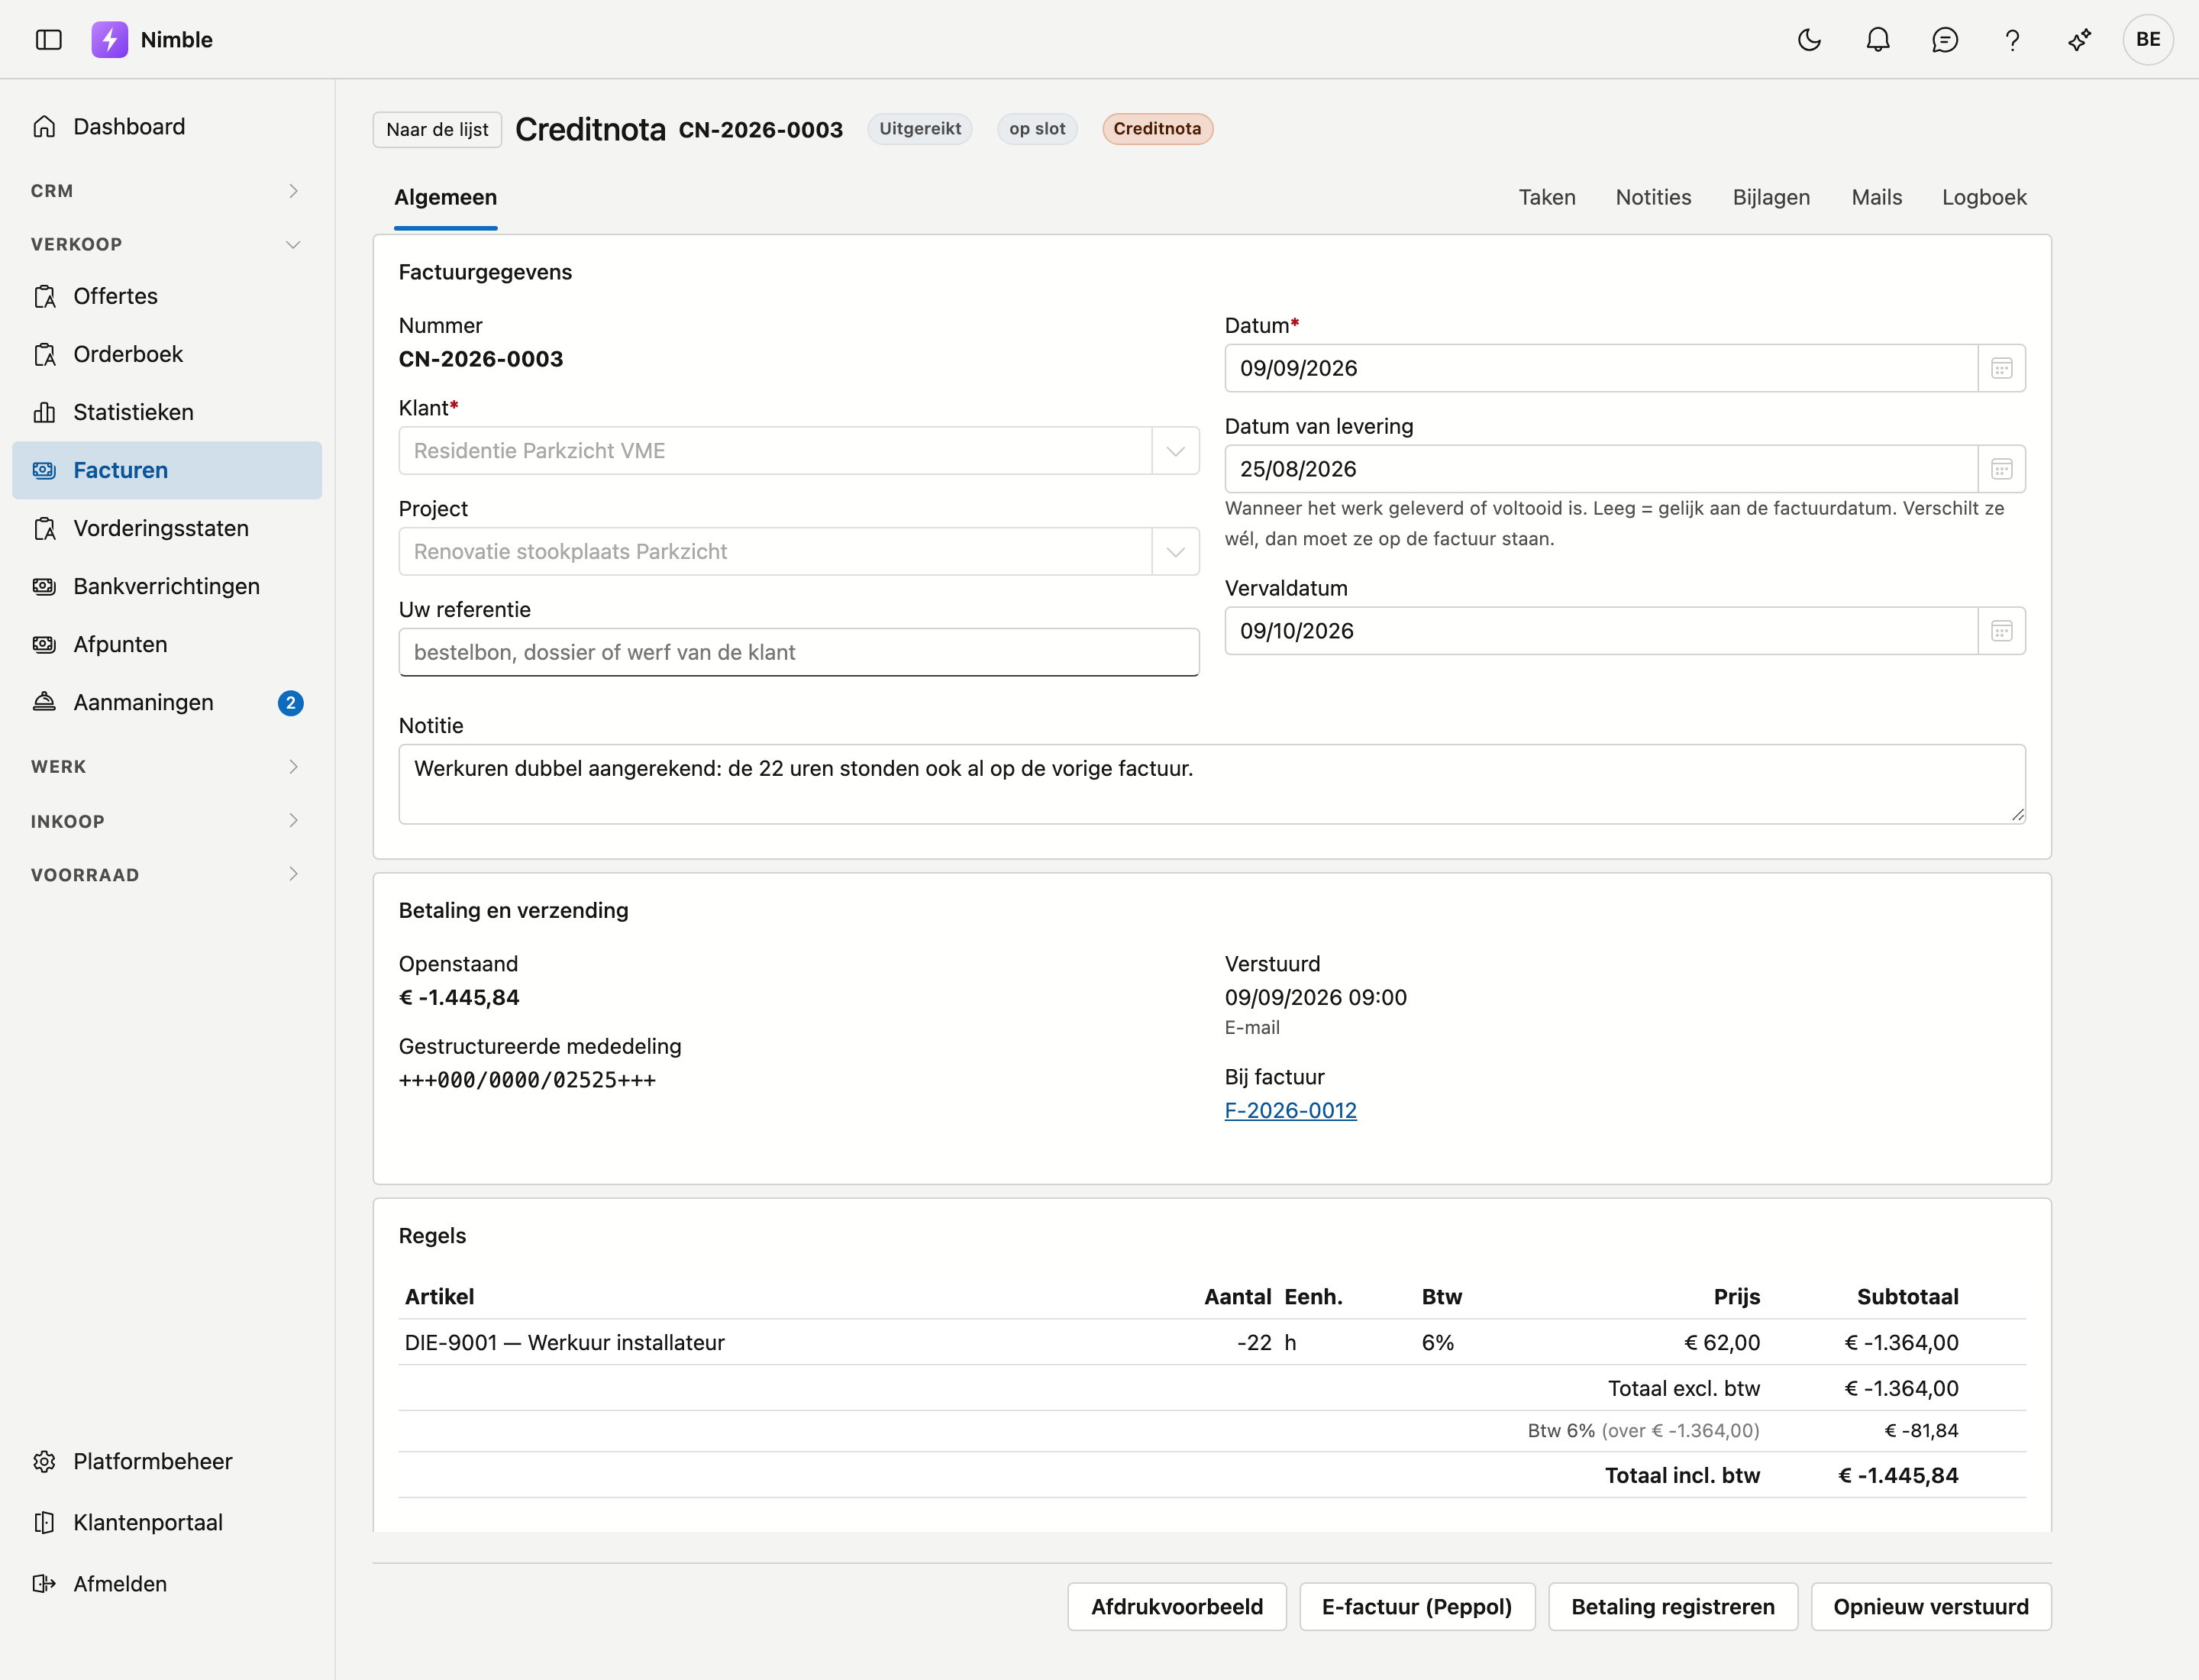 Nimble
BE
Dashboard
CRM
VERKOOP
Offertes
Orderboek
Statistieken
Facturen
Vorderingsstaten
Bankverrichtingen
Afpunten
Aanmaningen 2
WERK
INKOOP
VOORRAAD
Platformbeheer
Klantenportaal
Afmelden
Naar de lijst Creditnota CN-2026-0003 Uitgereikt op slot Creditnota
Algemeen Taken Notities Bijlagen Mails Logboek
Factuurgegevens
Nummer
CN-2026-0003
Klant*
Residentie Parkzicht VME
Project
Renovatie stookplaats Parkzicht
Uw referentie
bestelbon, dossier of werf van de klant
Datum*
09/09/2026
Datum van levering
25/08/2026
Wanneer het werk geleverd of voltooid is. Leeg = gelijk aan de factuurdatum. Verschilt ze
wél, dan moet ze op de factuur staan.
Vervaldatum
09/10/2026
Notitie
Werkuren dubbel aangerekend: de 22 uren stonden ook al op de vorige factuur.
Betaling en verzending
Openstaand
€ -1.445,84
Gestructureerde mededeling
+++000/0000/02525+++
Verstuurd
09/09/2026 09:00
E-mail
Bij factuur
F-2026-0012
Regels
Artikel Aantal Eenh. Btw Prijs Subtotaal
DIE-9001 — Werkuur installateur -22 h 6% € 62,00 € -1.364,00
Totaal excl. btw € -1.364,00
Btw 6% (over € -1.364,00) € -81,84
Totaal incl. btw € -1.445,84
Afdrukvoorbeeld E-factuur (Peppol) Betaling registreren Opnieuw verstuurd